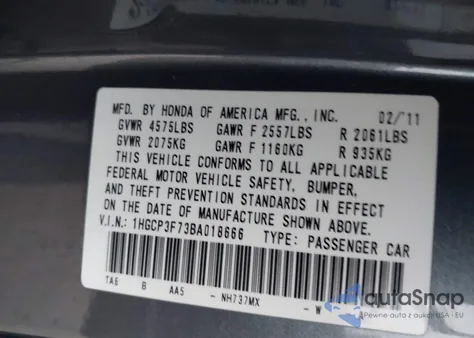 MFD. BY HONDA OF AMERICA MFG., INC. 02/11
GVWR 4575LBS GAWR F 2557LBS R 2061LBS
GVWR 2075KG GAWR F 1160KG R 935KG
THIS VEHICLE CONFORMS TO ALL APPLICABLE
FEDERAL MOTOR VEHICLE SAFETY, BUMPER,
AND THEFT PREVENTION STANDARDS IN EFFECT
ON THE DATE OF MANUFACTURE SHOWN ABOVE.
V.I.N.: 1HGCP3F73BA018666 TYPE: PASSENGER CAR
TA6 B AA5 - NH737MX - W
autaSnap
Pewne auta z aukcji USA - EU